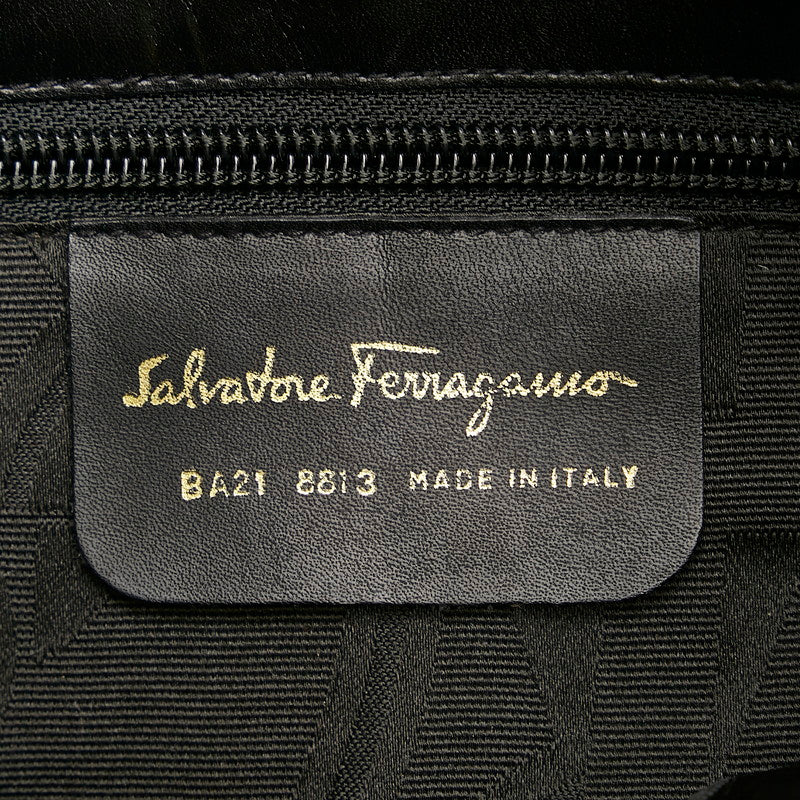 Salvatore Ferragamo
BA21 8813 MADE IN ITALY